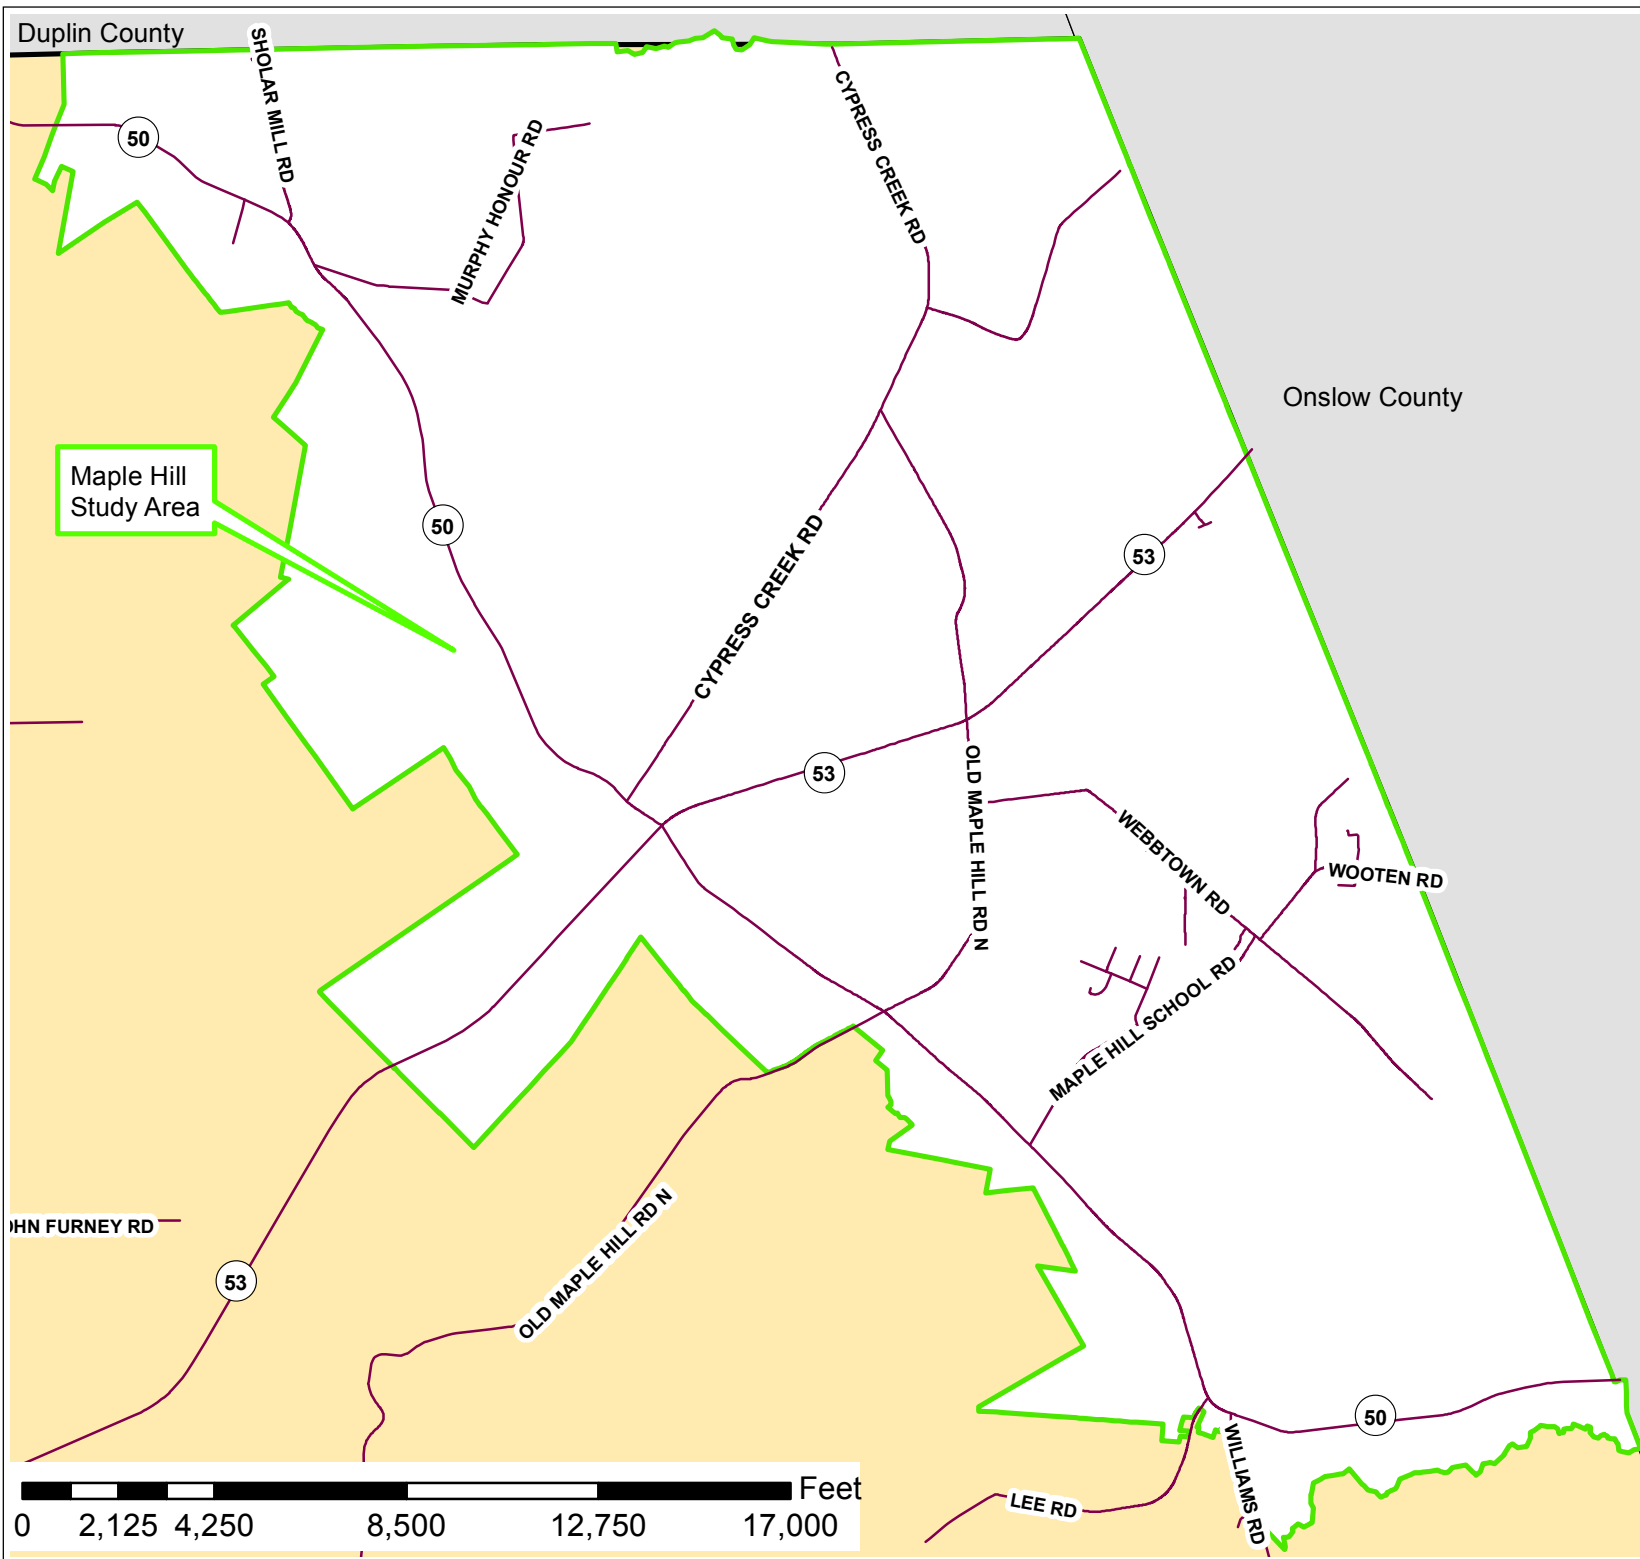 Duplin County
SHOLAR MILL RD
50
MURPHY HONOUR RD
CYPRESS CREEK RD
Onslow County
Maple Hill
Study Area
50
CYPRESS CREEK RD
53
53
OLD MAPLE HILL RD N
WEBBTOWN RD
WOOTEN RD
MAPLE HILL SCHOOL RD
OHN FURNEY RD
53
OLD MAPLE HILL RD N
50
WILLIAMS RD
LEE RD
Feet
0 2,125 4,250 8,500 12,750 17,000